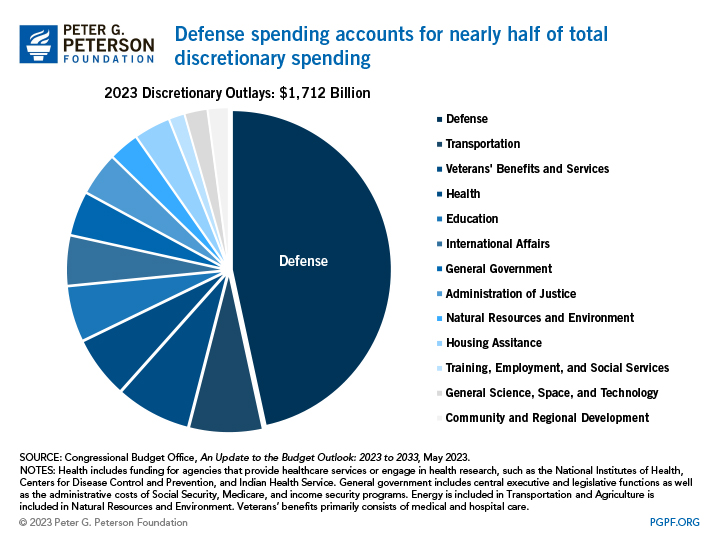 PETER G.
PETERSON
FOUNDATION
Defense spending accounts for nearly half of total
discretionary spending
2023 Discretionary Outlays: $1,712 Billion
Defense
Defense
Transportation
Veterans' Benefits and Services
Health
Education
International Affairs
General Government
Administration of Justice
Natural Resources and Environment
Housing Assitance
Training, Employment, and Social Services
General Science, Space, and Technology
Community and Regional Development
SOURCE: Congressional Budget Office, An Update to the Budget Outlook: 2023 to 2033, May 2023.
NOTES: Health includes funding for agencies that provide healthcare services or engage in health research, such as the National Institutes of Health,
Centers for Disease Control and Prevention, and Indian Health Service. General government includes central executive and legislative functions as well
as the administrative costs of Social Security, Medicare, and income security programs. Energy is included in Transportation and Agriculture is
included in Natural Resources and Environment. Veterans' benefits primarily consists of medical and hospital care.
© 2023 Peter G. Peterson Foundation
PGPF.ORG